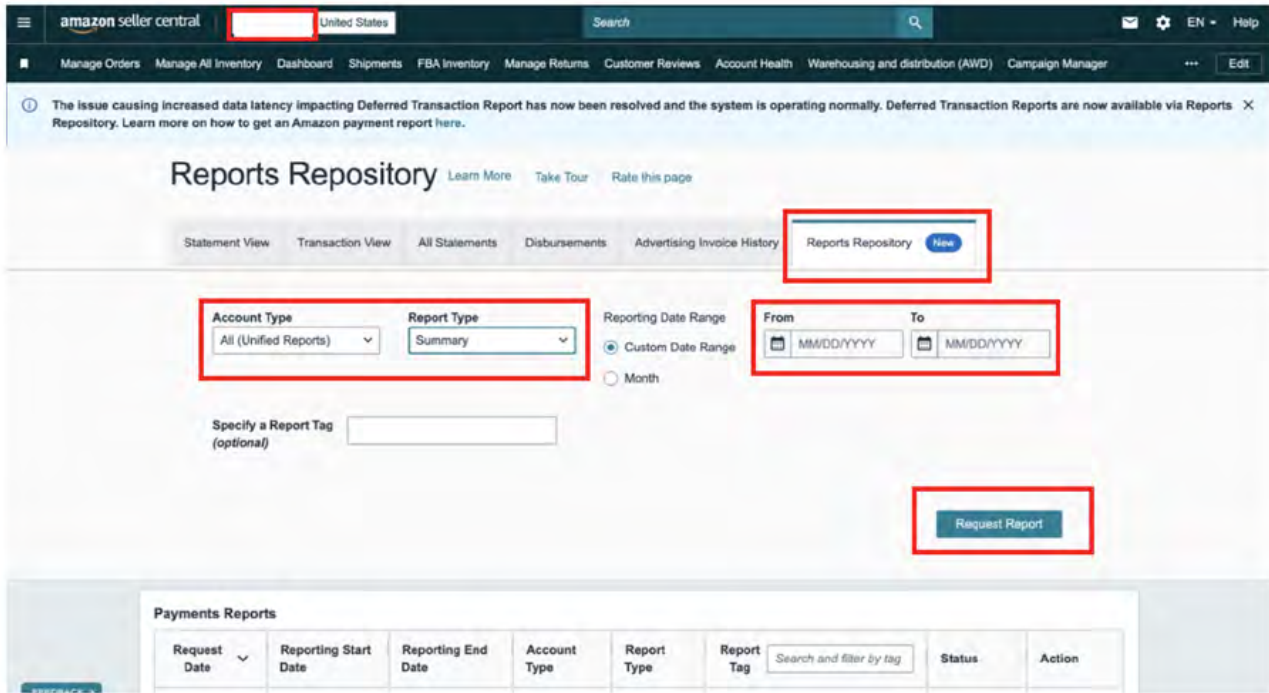 amazon seller central United States Search EN Help
Manage Orders Manage All Inventory Dashboard Shipments FBA Inventory Manage Returns Customer Reviews Account Health Warehousing and distribution (AWD) Campaign Manager ... Edit
The issue causing increased data latency impacting Deferred Transaction Report has now been resolved and the system is operating normally. Deferred Transaction Reports are now available via Reports
Repository. Learn more on how to get an Amazon payment report here.
Reports Repository Learn More Take Tour Rate this page
Statement View Transaction View All Statements Disbursements Advertising Invoice History Reports Repository New
Account Type Report Type Reporting Date Range From To
All (Unified Reports) Summary Custom Date Range MM/DD/YYYY MM/DD/YYYY
Month
Specify a Report Tag
(optional)
Request Report
Payments Reports
Request Date Reporting Start Date Reporting End Date Account Type Report Type Report Tag Search and filter by tag Status Action
FEEDBACK